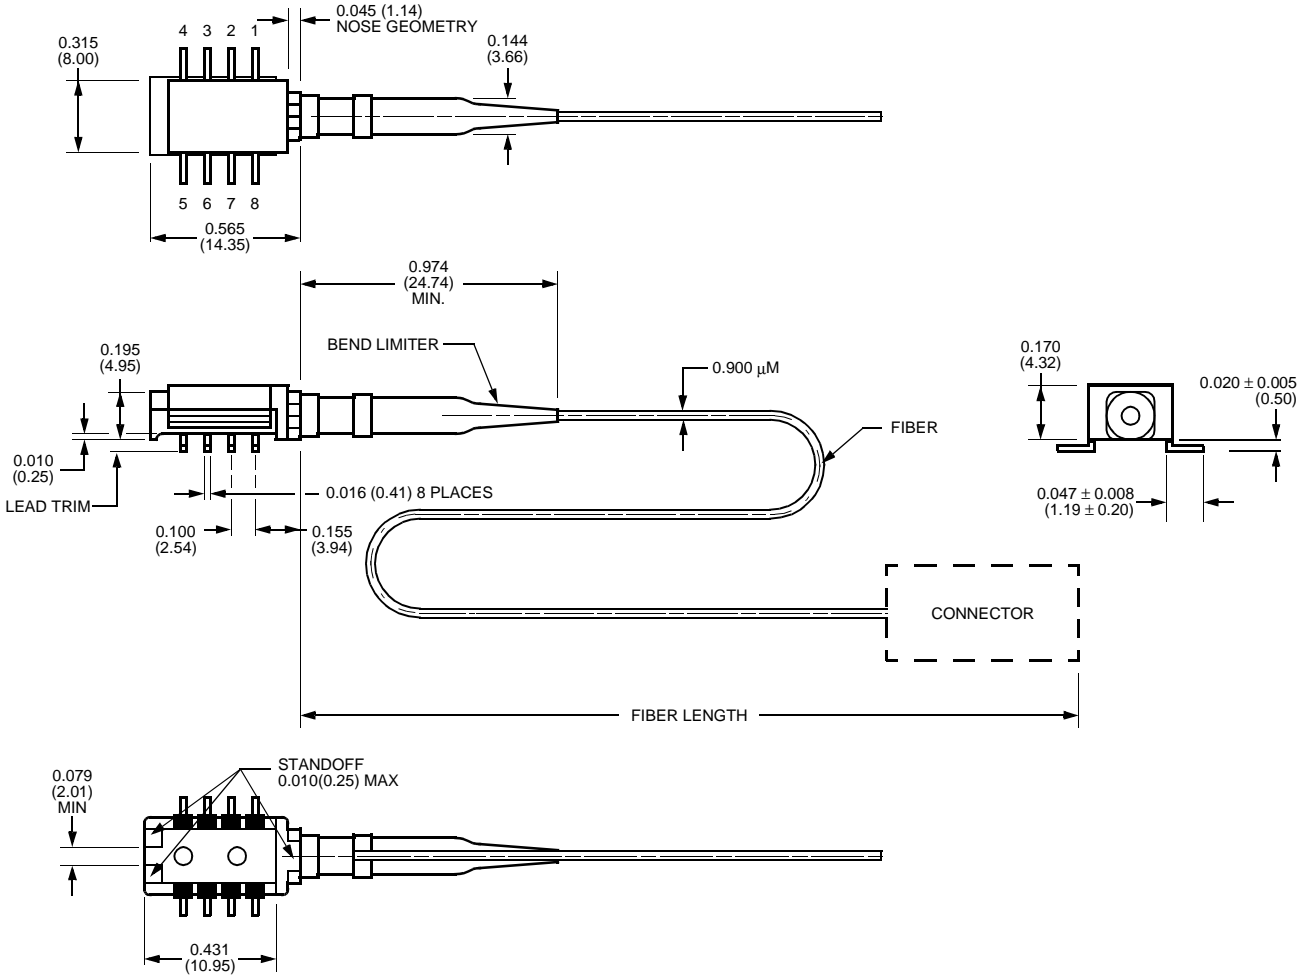 0.045 (1.14)
NOSE GEOMETRY
4 3 2 1
0.315
(8.00)
0.144
(3.66)
5 6 7 8
0.565
(14.35)
0.974
(24.74)
MIN.
BEND LIMITER
0.195
(4.95)
0.900 μM
0.170
(4.32)
0.020 ± 0.005
(0.50)
FIBER
0.010
(0.25)
LEAD TRIM
0.016 (0.41) 8 PLACES
0.047 ± 0.008
(1.19 ± 0.20)
0.100
(2.54)
0.155
(3.94)
CONNECTOR
FIBER LENGTH
STANDOFF
0.010(0.25) MAX
0.079
(2.01)
MIN
0.431
(10.95)